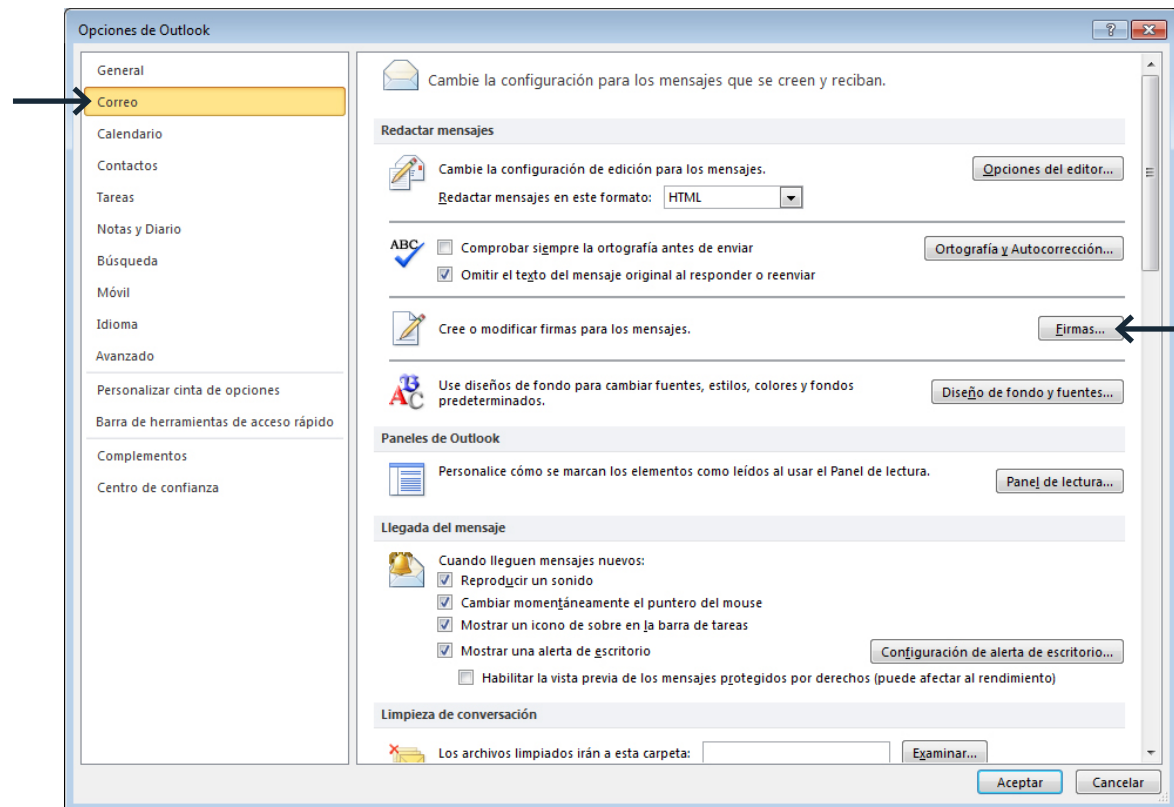 Opciones de Outlook
General
Correo
Calendario
Contactos
Tareas
Notas y Diario
Búsqueda
Móvil
Idioma
Avanzado
Personalizar cinta de opciones
Barra de herramientas de acceso rápido
Complementos
Centro de confianza
Cambie la configuración para los mensajes que se creen y reciban.
Redactar mensajes
Cambie la configuración de edición para los mensajes.
Opciones del editor...
Redactar mensajes en este formato: HTML
ABC
Comprobar siempre la ortografía antes de enviar
Ortografía y Autocorrección...
Omitir el texto del mensaje original al responder o reenviar
Cree o modificar firmas para los mensajes.
Firmas...
Use diseños de fondo para cambiar fuentes, estilos, colores y fondos
predeterminados.
Diseño de fondo y fuentes...
Paneles de Outlook
Personalice cómo se marcan los elementos como leídos al usar el Panel de lectura.
Panel de lectura...
Llegada del mensaje
Cuando lleguen mensajes nuevos:
Reproducir un sonido
Cambiar momentáneamente el puntero del mouse
Mostrar un icono de sobre en la barra de tareas
Mostrar una alerta de escritorio
Configuración de alerta de escritorio...
Habilitar la vista previa de los mensajes protegidos por derechos (puede afectar al rendimiento)
Limpieza de conversación
Los archivos limpiados irán a esta carpeta:
Examinar...
Aceptar
Cancelar